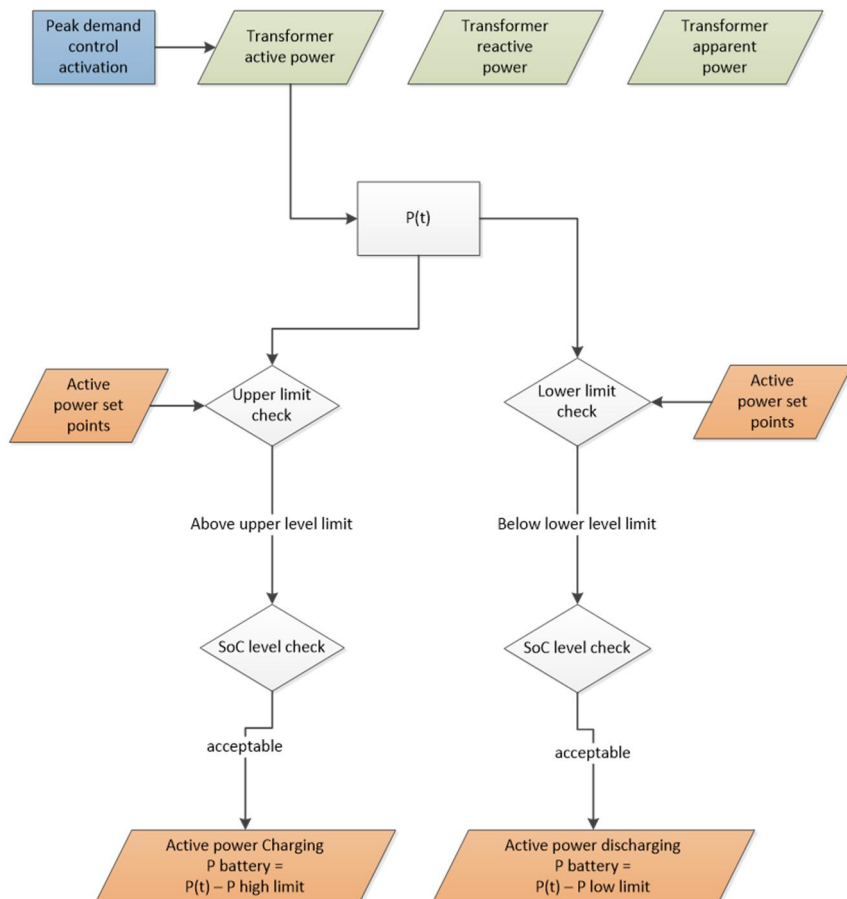 Peak demand
control
activation
Transformer
active power
Transformer
reactive
power
Transformer
apparent
power
P(t)
Active
power set
points
Upper limit
check
Lower limit
check
Active
power set
points
Above upper level limit
Below lower level limit
SoC level check
SoC level check
acceptable
acceptable
Active power Charging
P battery =
P(t) – P high limit
Active power discharging
P battery =
P(t) – P low limit